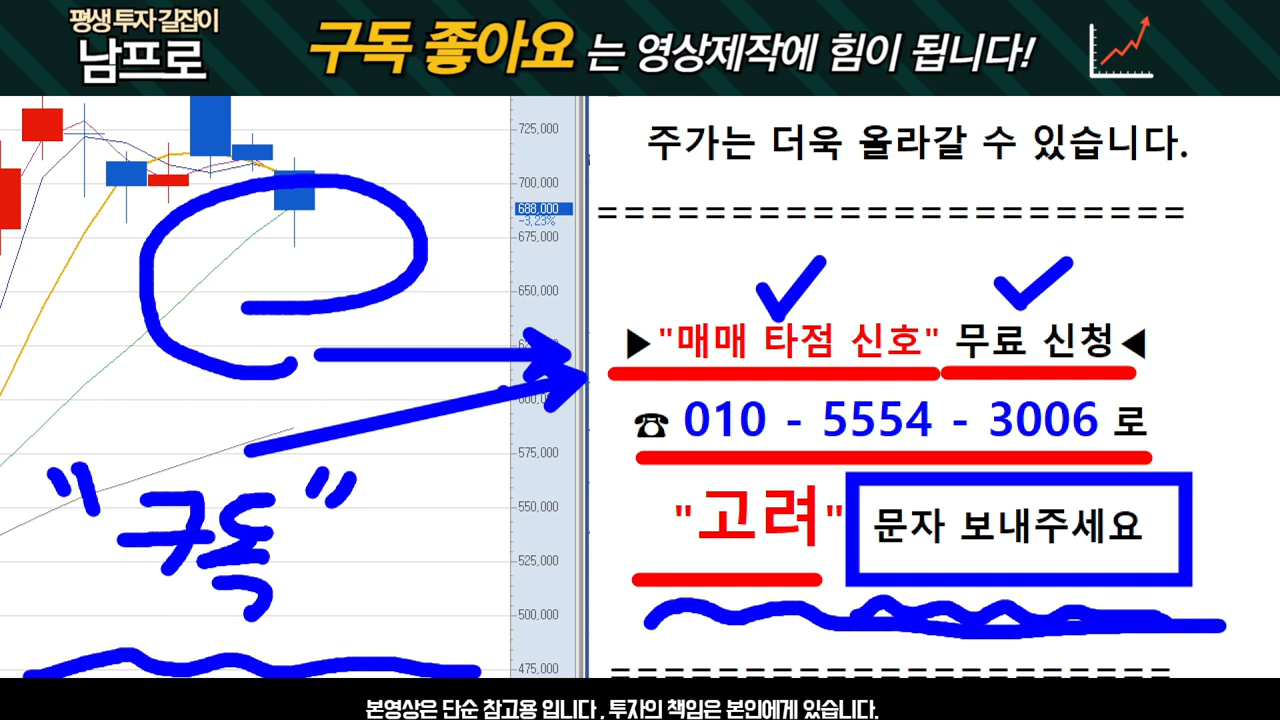 평생 투자 길잡이
남프로
구독 좋아요 는 영상제작에 힘이 됩니다!
725,000
700,000
688,000
-3,23%
675,000
650,000
600,000
575,000
550,000
525,000
500,000
475,000
"구독"
주가는 더욱 올라갈 수 있습니다.
======================
▶"매매 타점 신호" 무료 신청◀
☎ 010 - 5554 - 3006 로
"고려" 문자 보내주세요
=====================
본영상은 단순 참고용 입니다 , 투자의 책임은 본인에게 있습니다.